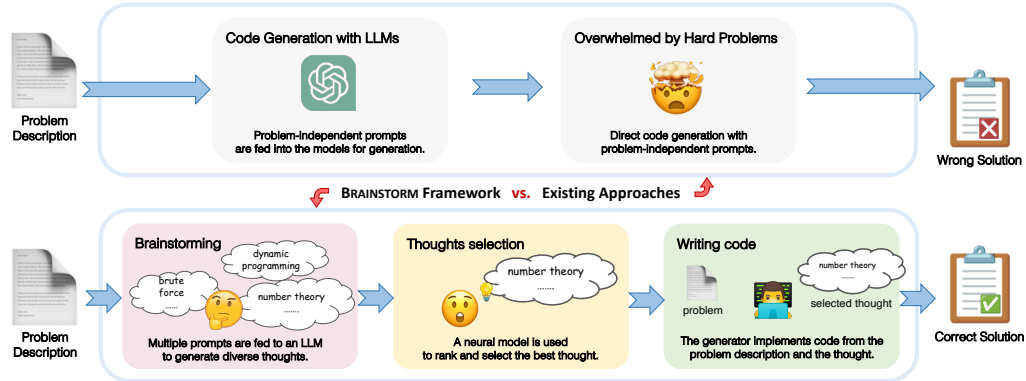 Code Generation with LLMs
Overwhelmed by Hard Problems
Problem
Description
Problem-independent prompts
are fed into the models for generation.
Direct code generation with
problem-independent prompts.
Wrong Solution
BRAINSTORM Framework vs. Existing Approaches
Brainstorming
dynamic
programming
brute
force
......
number theory
.......
Multiple prompts are fed to an LLM
to generate diverse thoughts.
Thoughts selection
number theory
.......
A neural model is used
to rank and select the best thought.
Writing code
number theory
.......
problem
selected thought
The generator implements code from the
problem description and the thought.
Problem
Description
Correct Solution